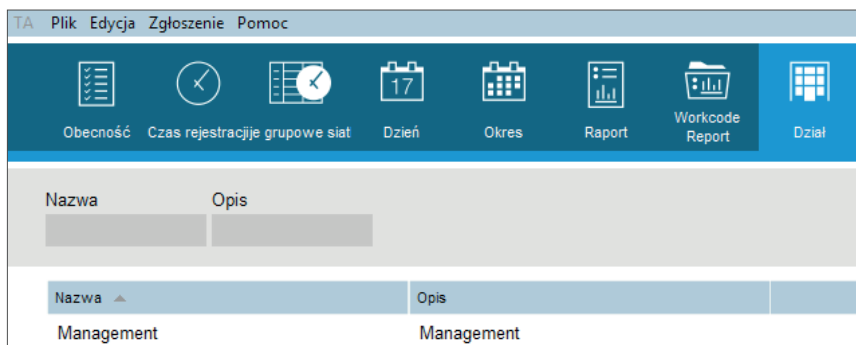 TA Plik Edycja Zgłoszenie Pomoc
17
Obecność Czas rejestracji je grupowe siat Dzień Okres Raport Workcode Report Dział
Nazwa Opis
Nazwa Opis
Management Management